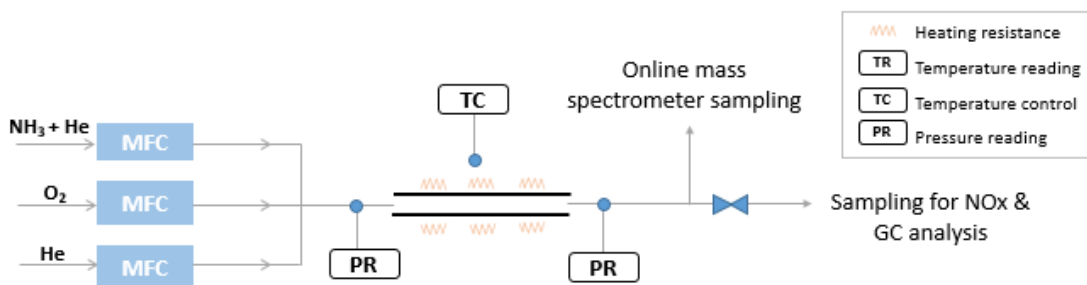 Heating resistance
TR Temperature reading
TC Temperature control
PR Pressure reading
Online mass
spectrometer sampling
TC
NH₃ + He
MFC
O₂
MFC
He
MFC
PR
PR
Sampling for NOx &
GC analysis